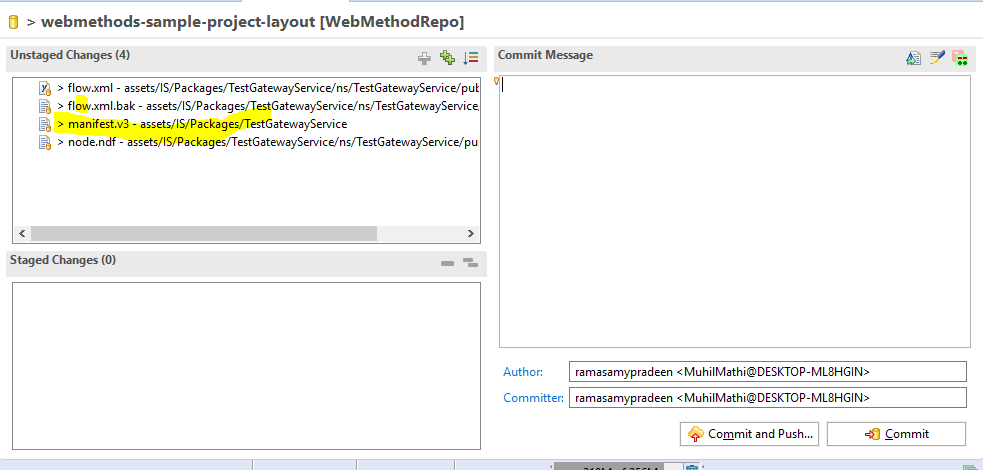 > webmethods-sample-project-layout [WebMethodRepo]
Unstaged Changes (4)
> flow.xml - assets/IS/Packages/TestGatewayService/ns/TestGatewayService/pub
> flow.xml.bak - assets/IS/Packages/TestGatewayService/ns/TestGatewayService,
> manifest.v3 - assets/IS/Packages/TestGatewayService
> node.ndf - assets/IS/Packages/TestGatewayService/ns/TestGatewayService/pu
Staged Changes (0)
Commit Message
Author: ramasamypradeen <MuhilMathi@DESKTOP-ML8HGIN>
Committer: ramasamypradeen <MuhilMathi@DESKTOP-ML8HGIN>
Commit and Push... Commit